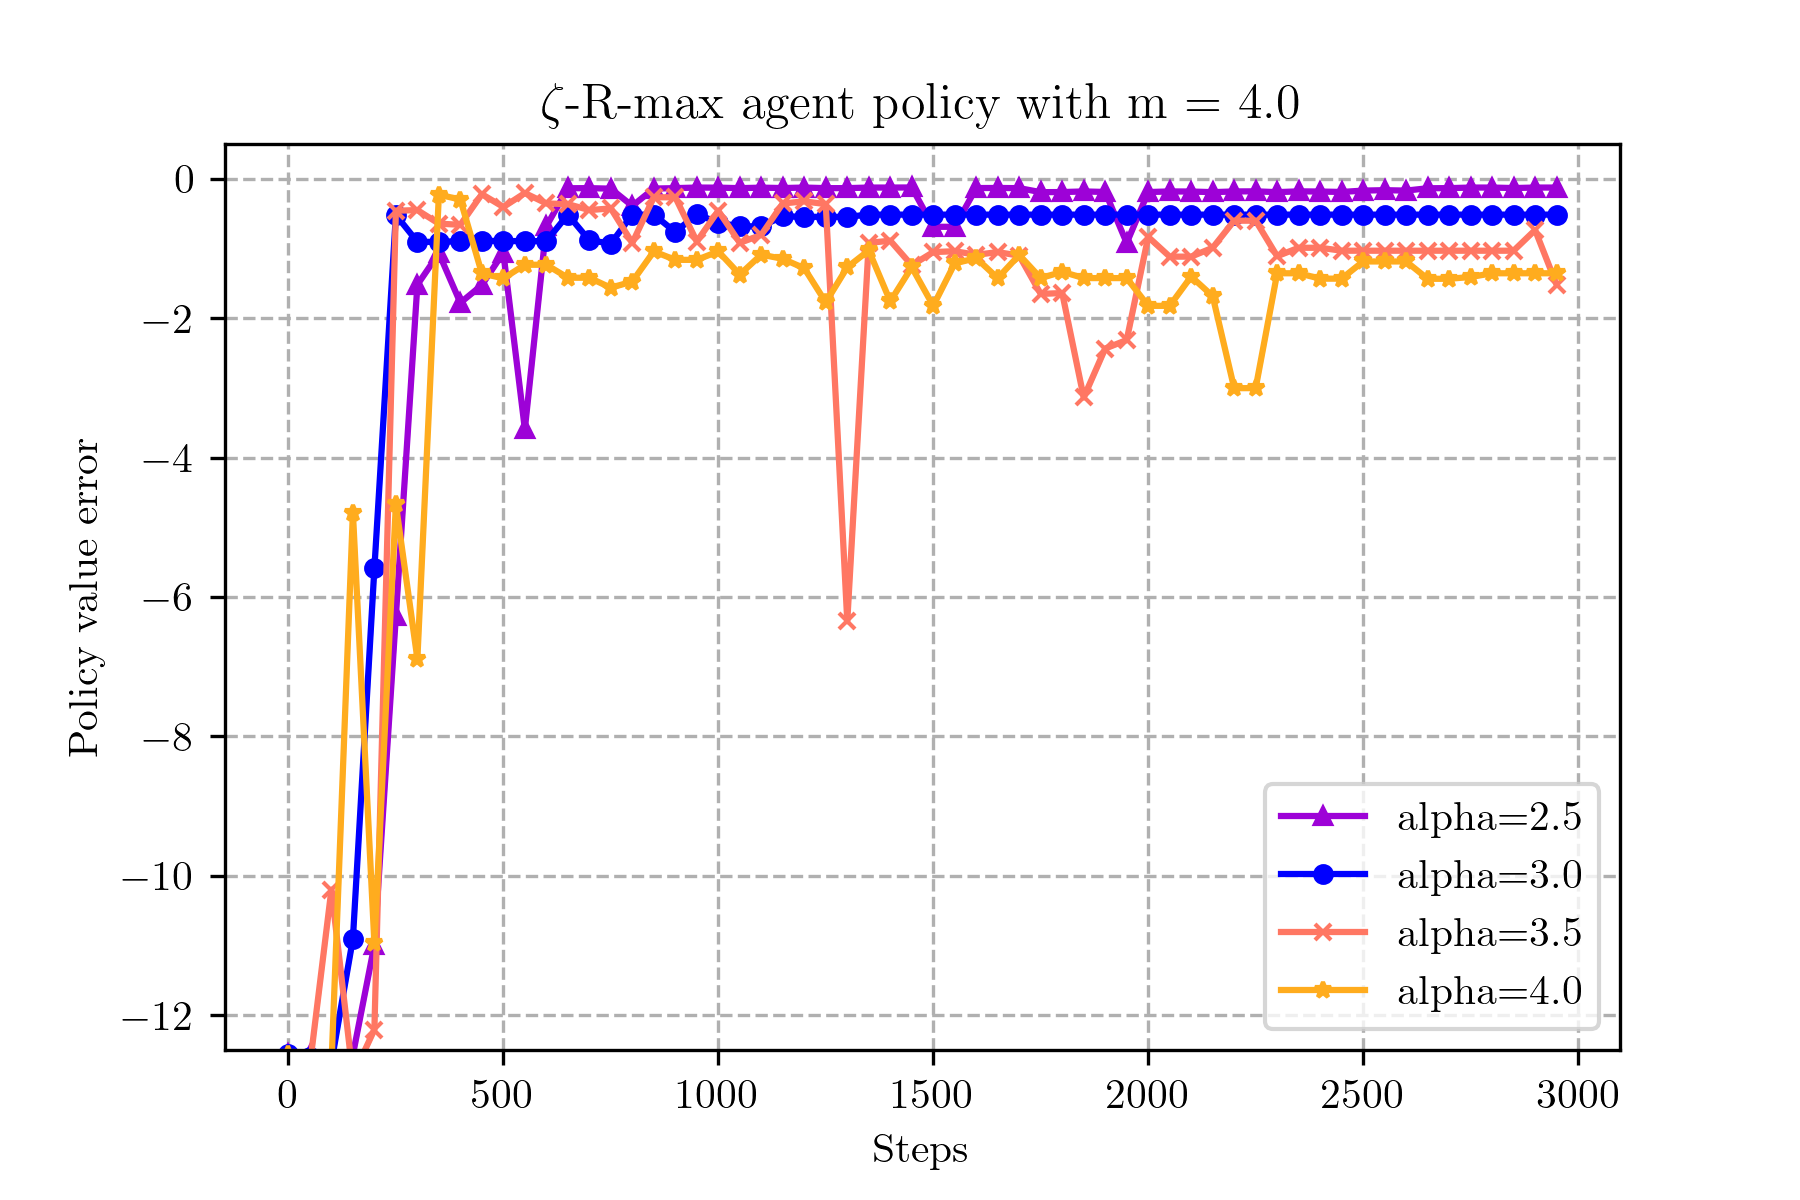 ζ-R-max agent policy with m = 4.0
Policy value error
0
−2
−4
−6
−8
−10
−12
0 500 1000 1500 2000 2500 3000
Steps
alpha=2.5
alpha=3.0
alpha=3.5
alpha=4.0